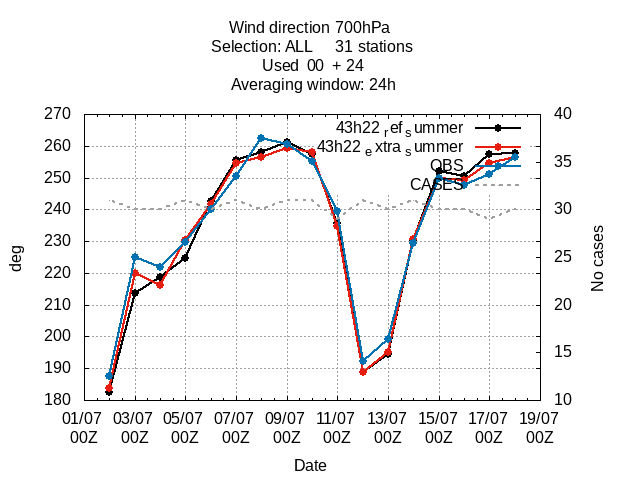 Wind direction 700hPa
Selection: ALL 31 stations
Used 00 + 24
Averaging window: 24h
270 40
43h22refsummer
260
43h22extrasummer
35
OBS
250
CASES
240 30
230
25
220
210 20
200
15
190
180 10
deg
No cases
01/07 03/07 05/07 07/07 09/07 11/07 13/07 15/07 17/07 19/07
00Z 00Z 00Z 00Z 00Z 00Z 00Z 00Z 00Z 00Z
Date